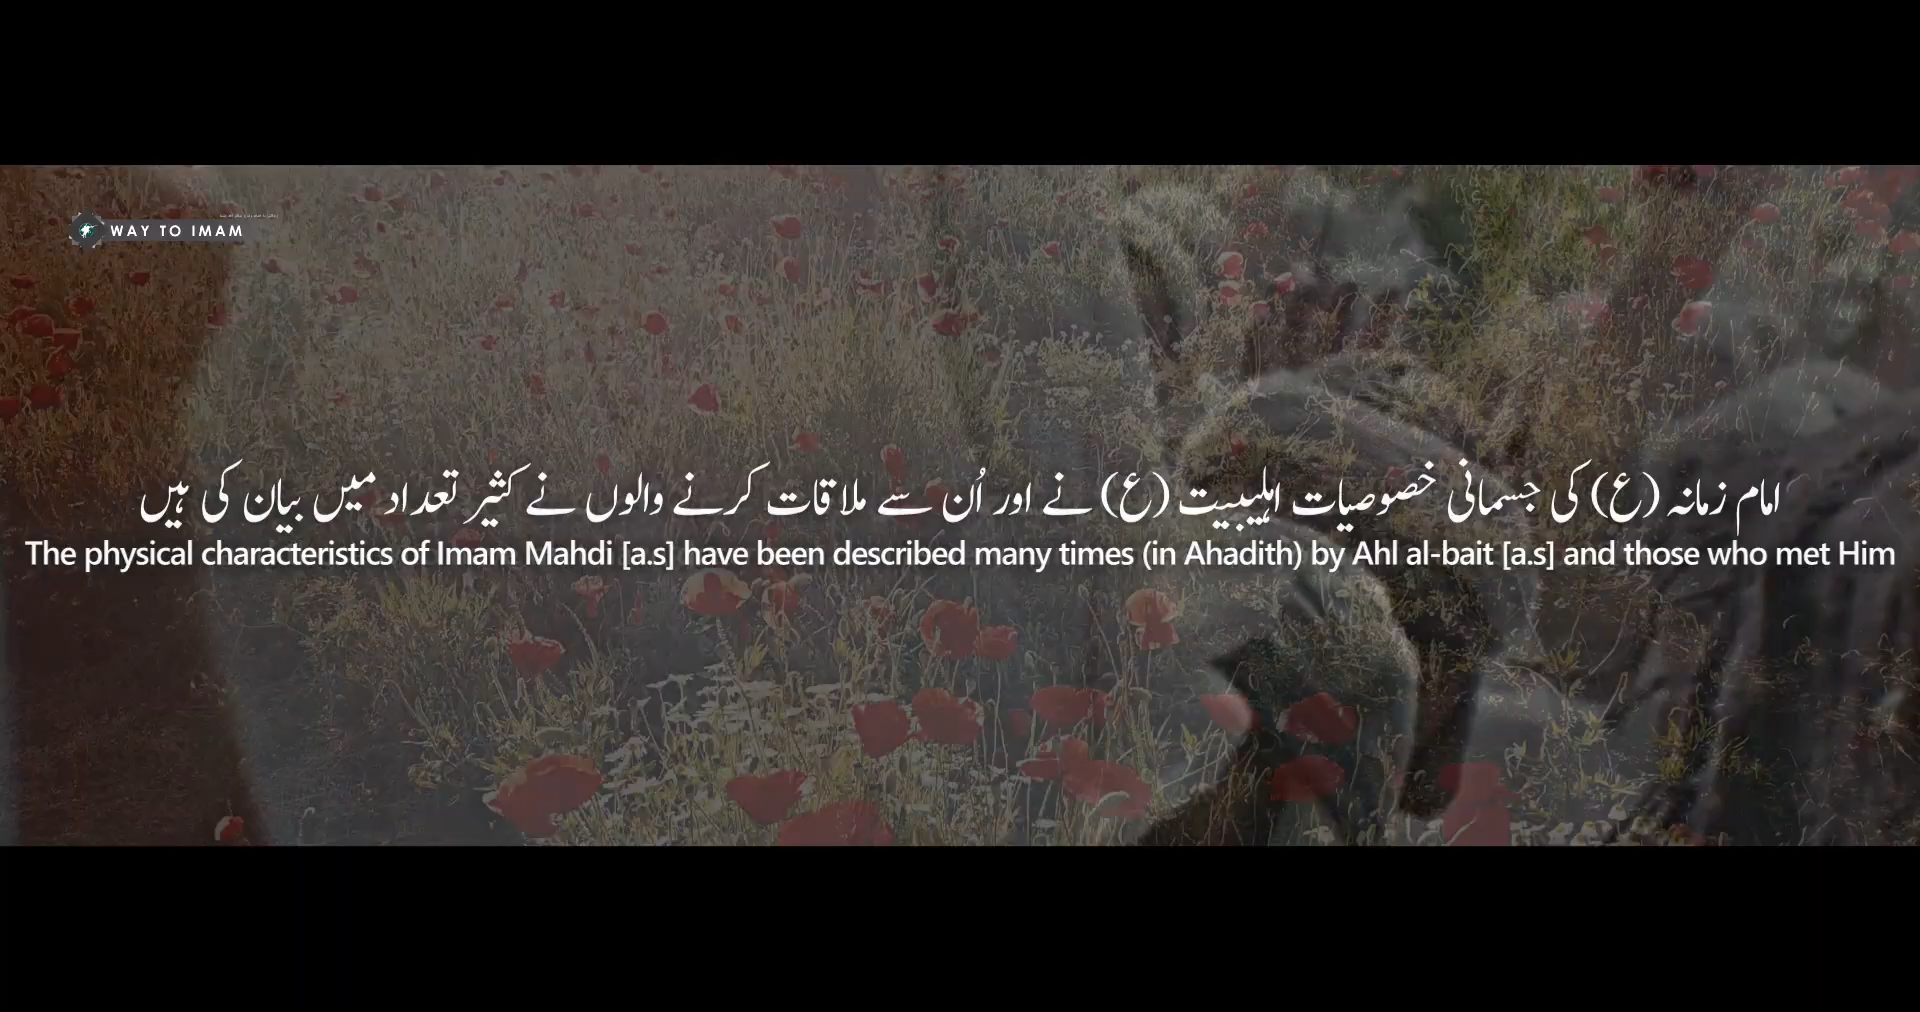 WAY TO IMAM
امام زمانہ (ع) کی جسمانی خصوصیات اہلیبیت (ع) نے اور اُن سے ملاقات کرنے والوں نے کثیر تعداد میں بیان کی ہیں
The physical characteristics of Imam Mahdi [a.s] have been described many times (in Ahadith) by Ahl al-bait [a.s] and those who met Him